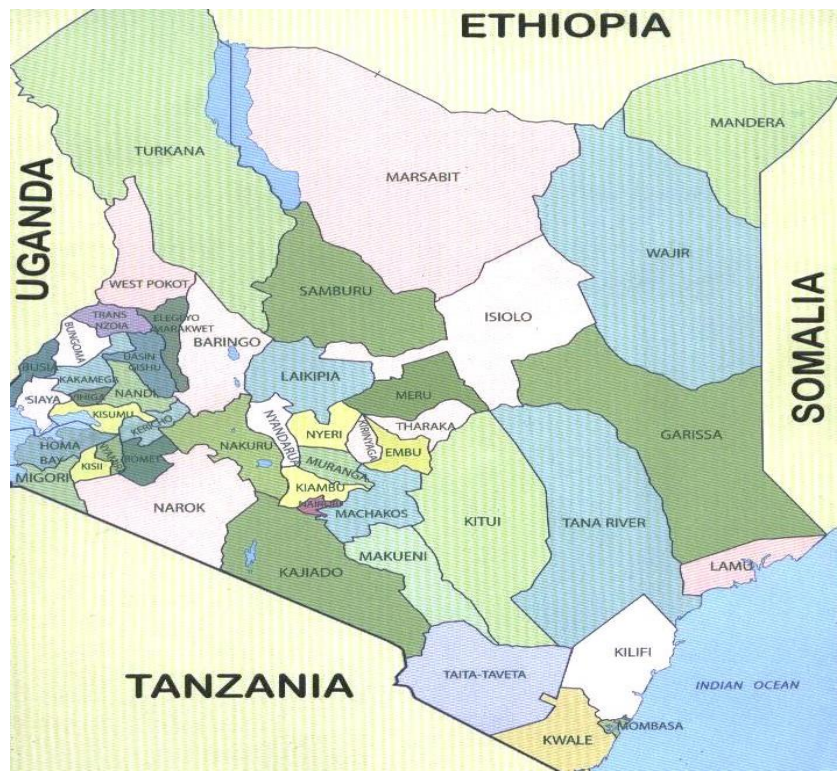 ETHIOPIA
MANDERA
TURKANA
MARSABIT
UGANDA
WAJIR
WEST POKOT
SAMBURU
SOMALIA
ISIOLO
TRANS
NZOIA
ELEGEYO
MARAKWET
BUNGOMA
BARINGO
UASIN
GISHU
BUSIA
LAIKIPIA
KAKAMEGA
NANDI
MERU
SIAYA
VIHIGA
KISUMU
NYANDARUA
KIRINYAGA
THARAKA
KERICHO
NYERI
GARISSA
NAKURU
HOMA
BAY
EMBU
BOMET
MURANGA
KISII
MIGORI
KIAMBU
NAROK
NAIROBI
MACHAKOS
KITUI
TANA RIVER
MAKUENI
LAMU
KAJIADO
KILIFI
TAITA-TAVETA
TANZANIA
INDIAN OCEAN
MOMBASA
KWALE